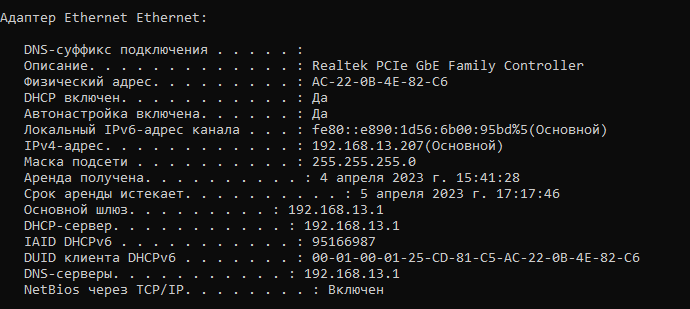 Адаптер Ethernet Ethernet:
DNS-суффикс подключения . . . . . :
Описание. . . . . . . . . . . . . : Realtek PCIe GbE Family Controller
Физический адрес. . . . . . . . . : AC-22-0B-4E-82-C6
DHCP включен. . . . . . . . . . . : Да
Автонастройка включена. . . . . . : Да
Локальный IPv6-адрес канала . . . : fe80::e890:1d56:6b00:95bd%5(Основной)
IPv4-адрес. . . . . . . . . . . . : 192.168.13.207(Основной)
Маска подсети . . . . . . . . . . : 255.255.255.0
Аренда получена. . . . . . . . . . : 4 апреля 2023 г. 15:41:28
Срок аренды истекает. . . . . . . . . . : 5 апреля 2023 г. 17:17:46
Основной шлюз. . . . . . . . . : 192.168.13.1
DHCP-сервер. . . . . . . . . . . : 192.168.13.1
IAID DHCPv6 . . . . . . . . . . . : 95166987
DUID клиента DHCPv6 . . . . . . . : 00-01-00-01-25-CD-81-C5-AC-22-0B-4E-82-C6
DNS-серверы. . . . . . . . . . . : 192.168.13.1
NetBios через TCP/IP. . . . . . . . : Включен